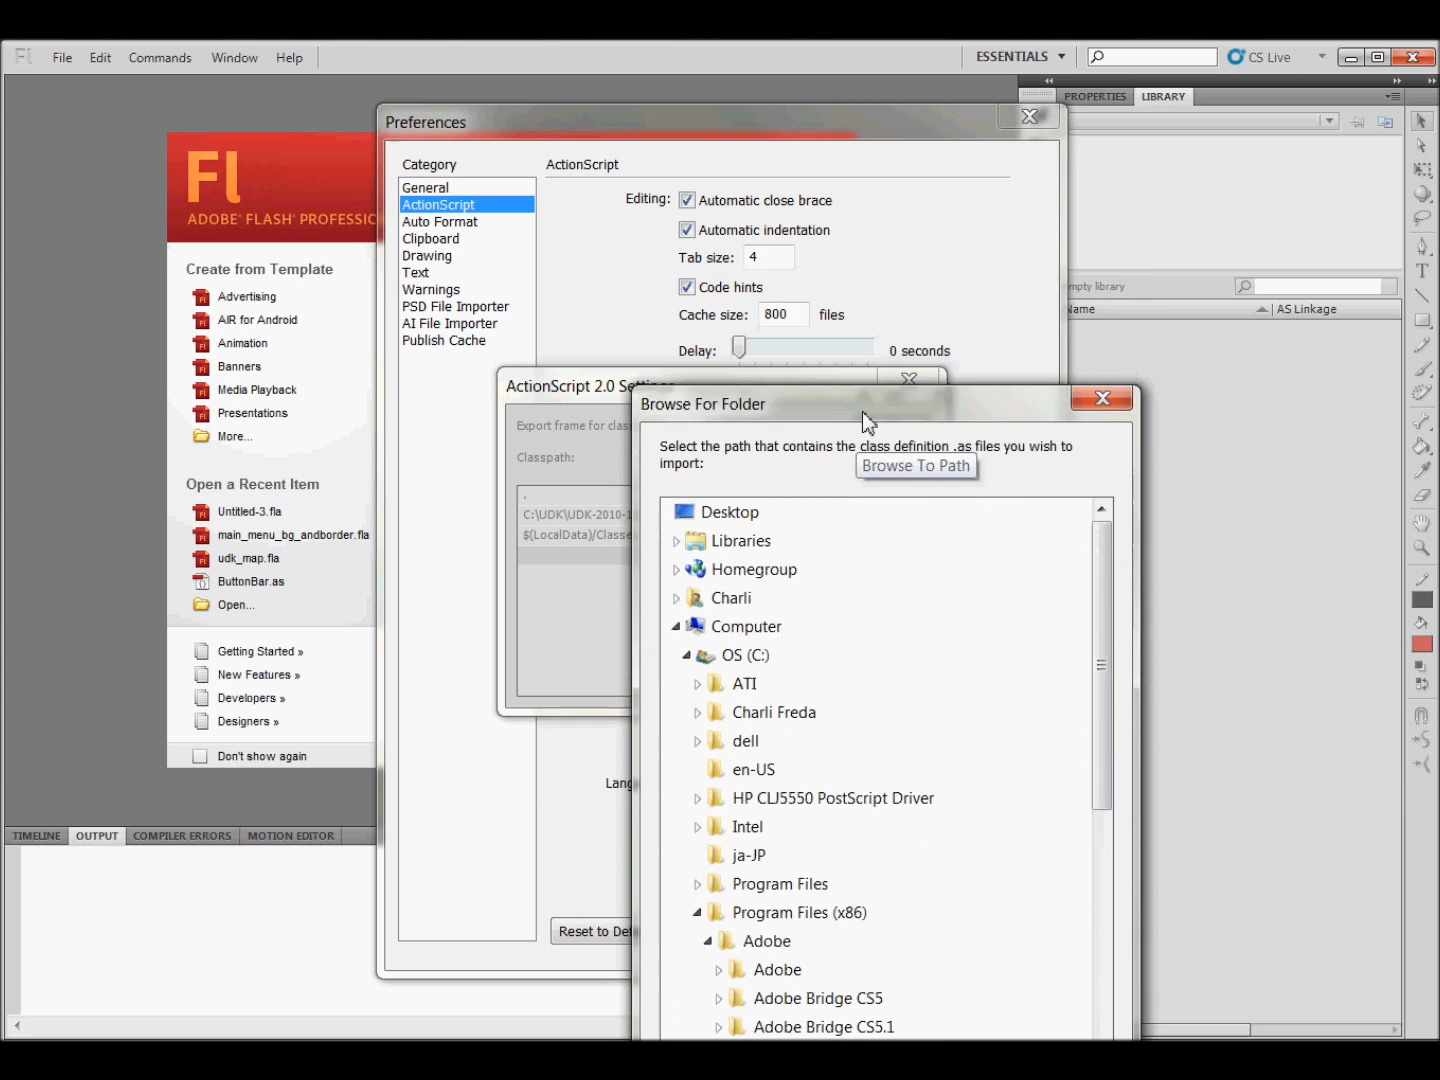 Fl File Edit Commands Window Help ESSENTIALS CS Live
PROPERTIES LIBRARY
Preferences
Category
General
ActionScript
Auto Format
Clipboard
Drawing
Text
Warnings
PSD File Importer
AI File Importer
Publish Cache
ActionScript
Editing: Automatic close brace
Automatic indentation
Tab size: 4
Code hints
Cache size: 800 files
Delay: 0 seconds
Reset to
Fl
ADOBE FLASH
Create from Template
Advertising
AIR for Android
Animation
Banners
Media Playback
Presentations
More...
Open a Recent Item
Untitled-3.fla
main_menu_bg_andborder.fla
udk_map.fla
ButtonBar.as
Open...
Getting Started »
New Features »
Developers »
Designers »
Don't show again
ActionScript 2.0
Export frame for
Classpath:
.
C:\UDK\UDK-2010-1
$(LocalData)/Classe
Browse For Folder
Select the path that contains the class definition .as files you wish to
import:
Browse To Path
Desktop
Libraries
Homegroup
Charli
Computer
OS (C:)
ATI
Charli Freda
dell
en-US
HP CLJ5550 PostScript Driver
Intel
ja-JP
Program Files
Program Files (x86)
Adobe
Adobe
Adobe Bridge CS5
Adobe Bridge CS5.1
library
AS Linkage
TIMELINE OUTPUT COMPILER ERRORS MOTION EDITOR